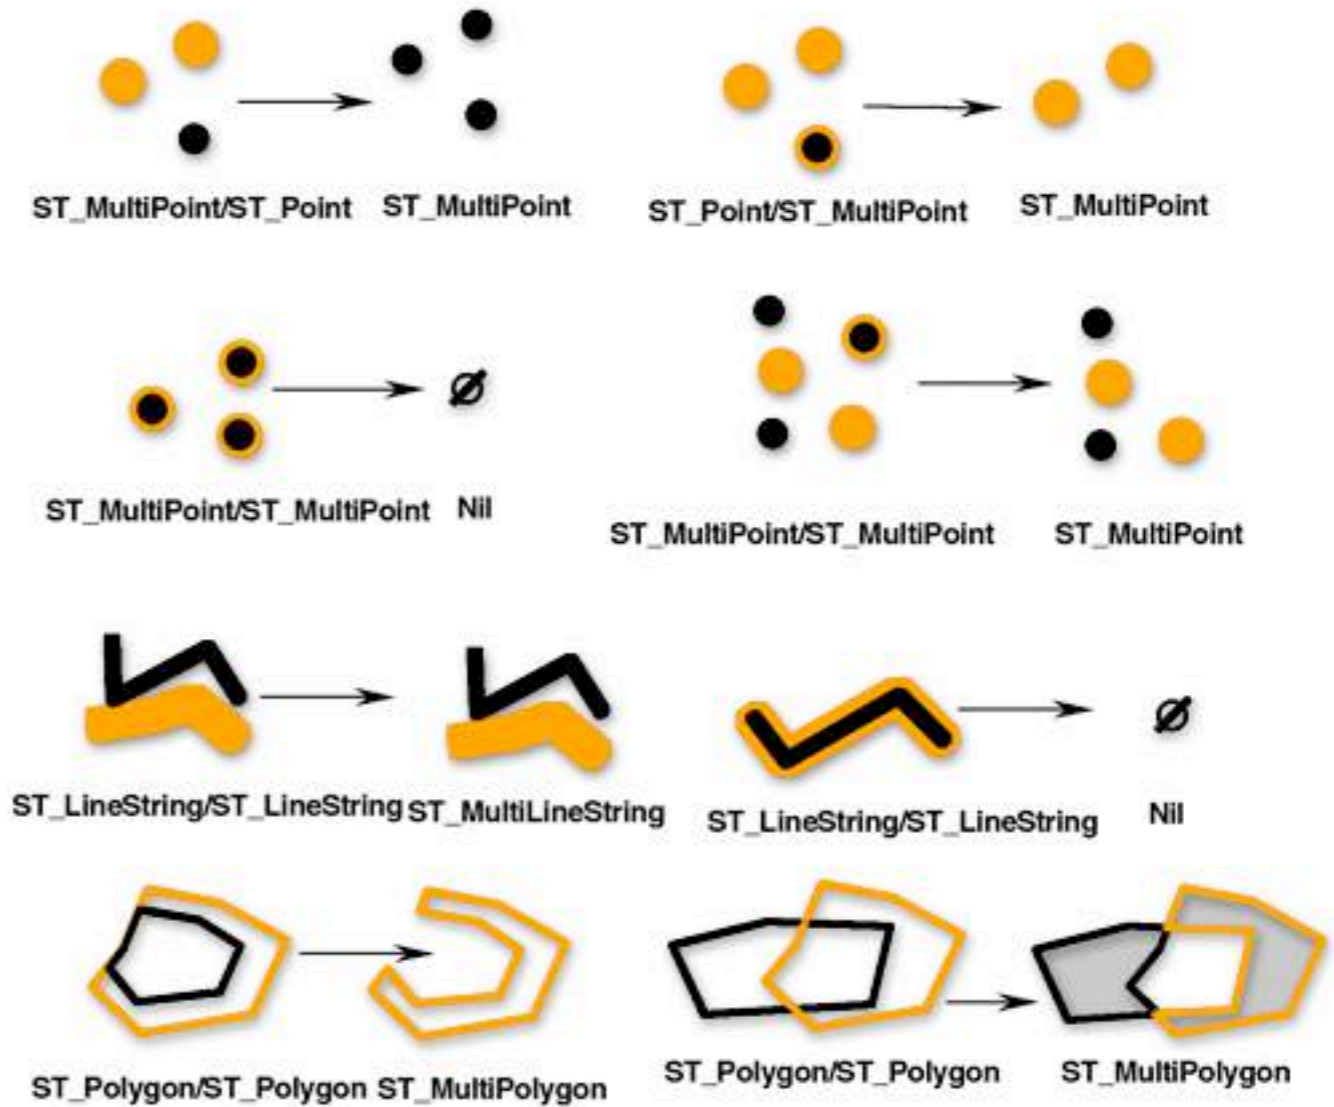 ST_MultiPoint/ST_Point ST_MultiPoint
ST_Point/ST_MultiPoint ST_MultiPoint
ST_MultiPoint/ST_MultiPoint Nil
ST_MultiPoint/ST_MultiPoint ST_MultiPoint
ST_LineString/ST_LineString ST_MultiLineString
ST_LineString/ST_LineString Nil
ST_Polygon/ST_Polygon ST_MultiPolygon
ST_Polygon/ST_Polygon ST_MultiPolygon